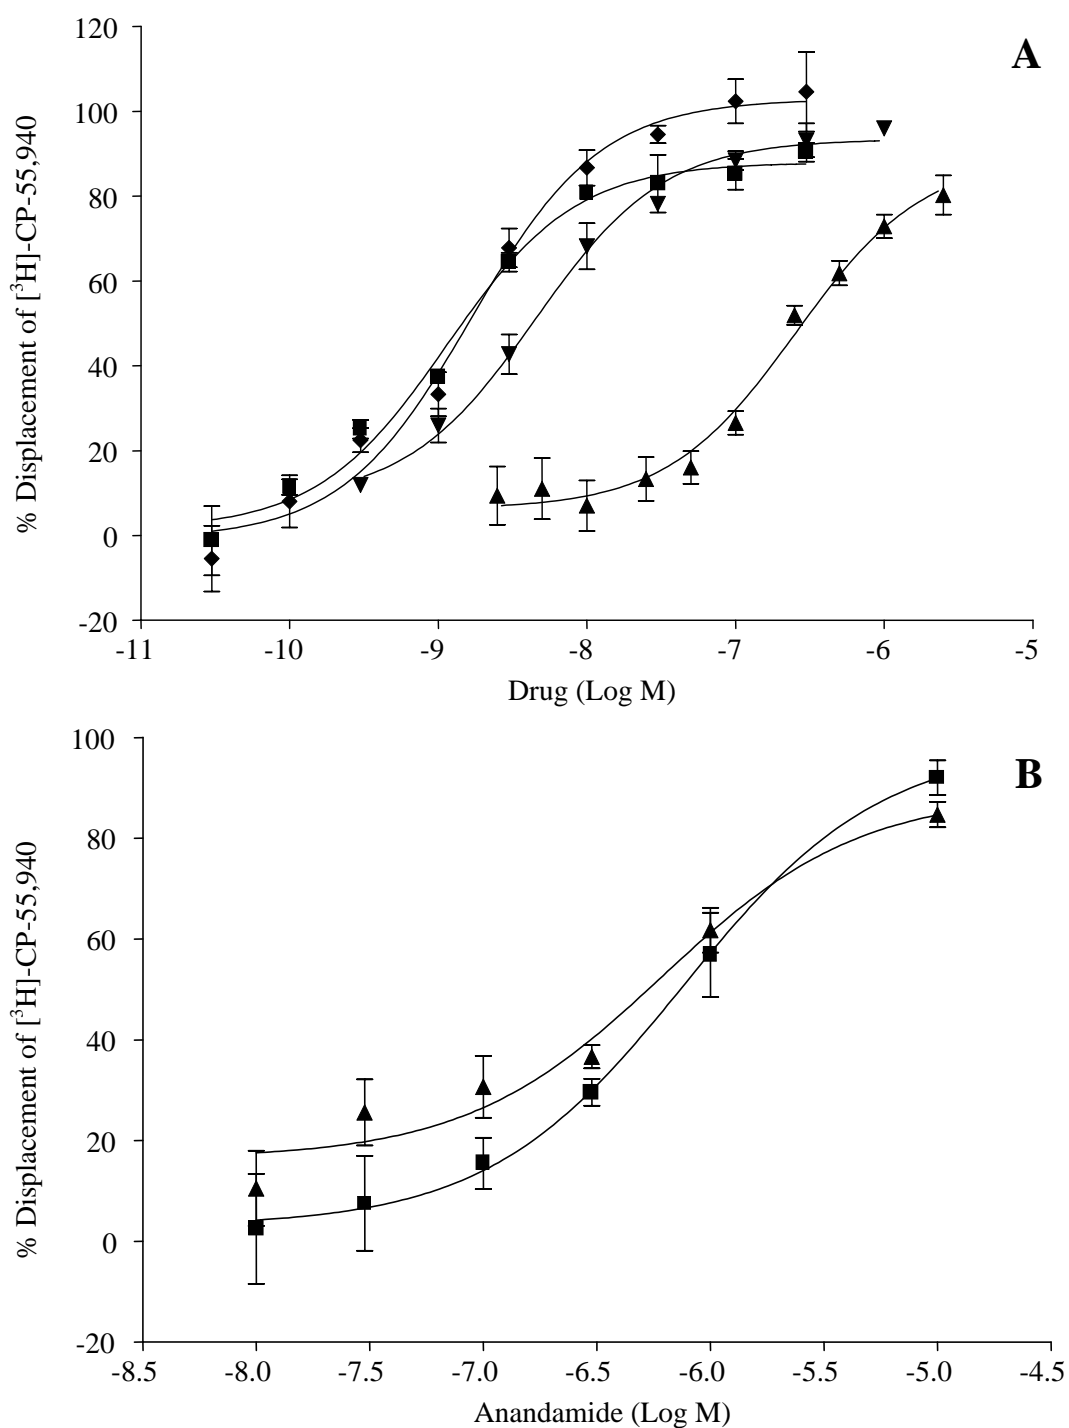 A
% Displacement of [³H]-CP-55,940
120
100
80
60
40
20
0
-20
-11 -10 -9 -8 -7 -6 -5
Drug (Log M)
B
% Displacement of [³H]-CP-55,940
100
80
60
40
20
0
-20
-8.5 -8.0 -7.5 -7.0 -6.5 -6.0 -5.5 -5.0 -4.5
Anandamide (Log M)